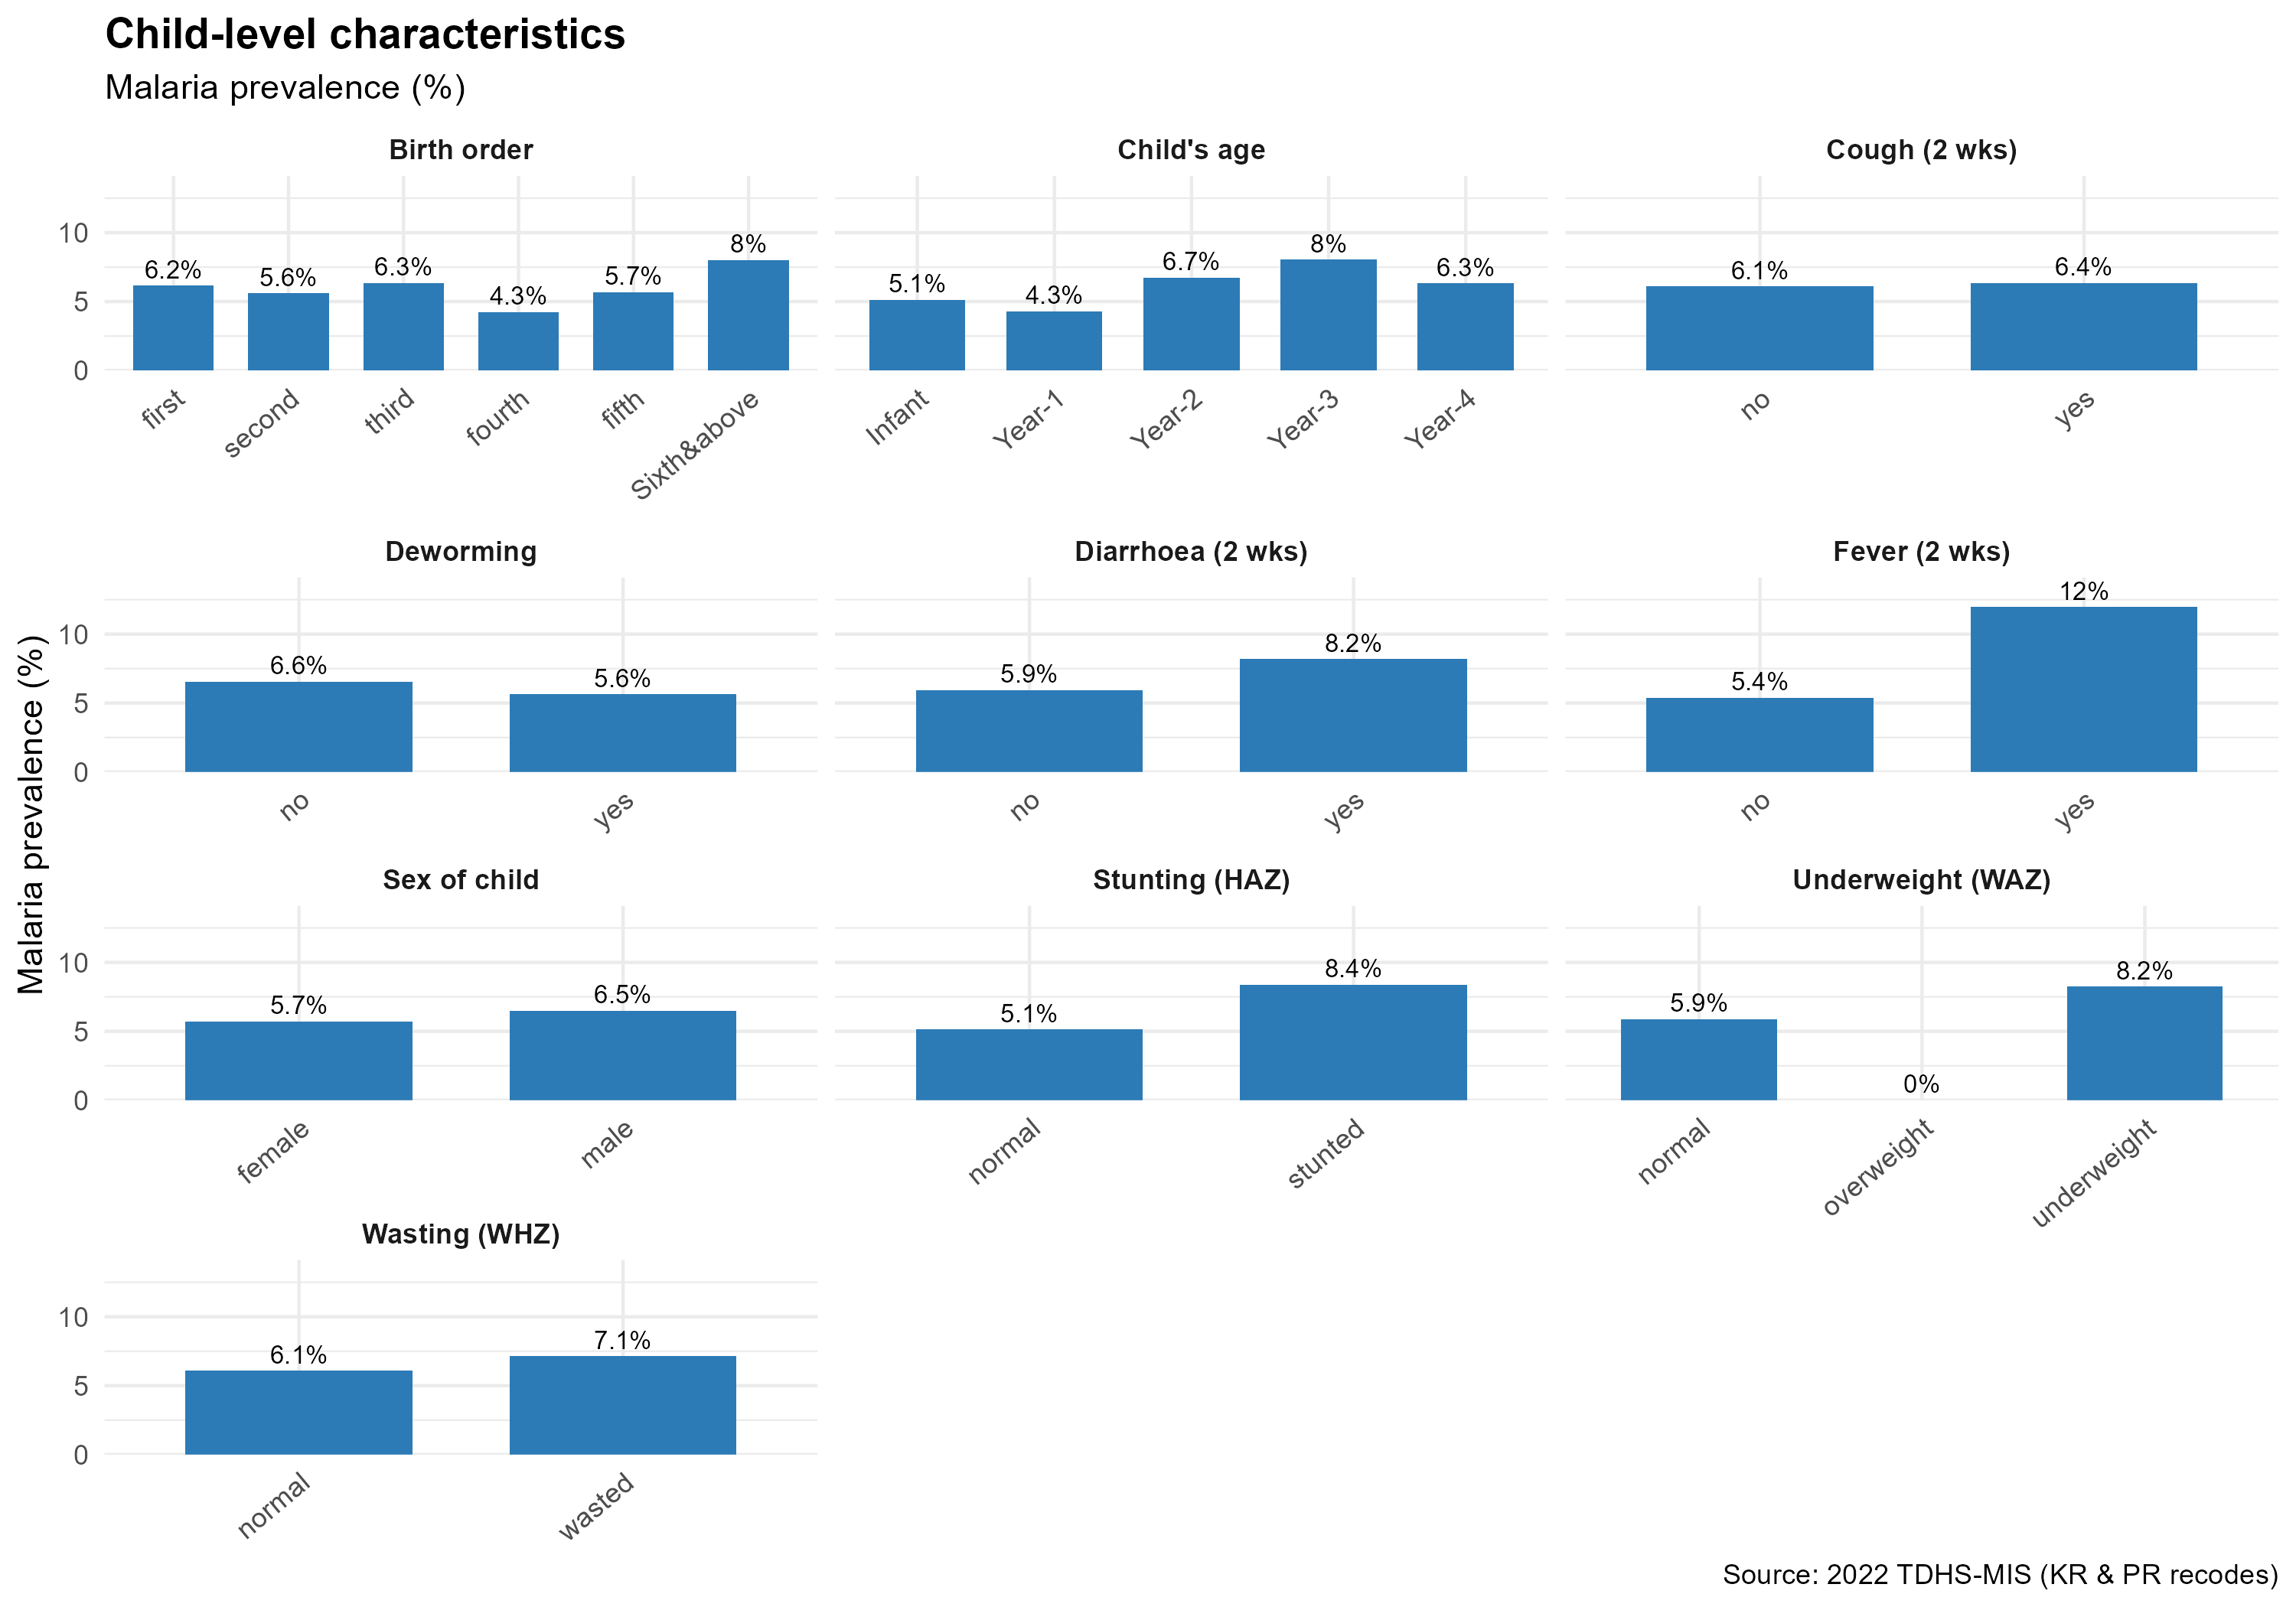 Child-level characteristics
Malaria prevalence (%)
Malaria prevalence (%)
Birth order
10
5
0
6.2%
5.6%
6.3%
4.3%
5.7%
8%
first
second
third
fourth
fifth
Sixth&above
Child's age
5.1%
4.3%
6.7%
8%
6.3%
Infant
Year-1
Year-2
Year-3
Year-4
Cough (2 wks)
6.1%
6.4%
no
yes
Deworming
10
5
0
6.6%
5.6%
no
yes
Diarrhoea (2 wks)
5.9%
8.2%
no
yes
Fever (2 wks)
5.4%
12%
no
yes
Sex of child
10
5
0
5.7%
6.5%
female
male
Stunting (HAZ)
5.1%
8.4%
normal
stunted
Underweight (WAZ)
5.9%
0%
8.2%
normal
overweight
underweight
Wasting (WHZ)
10
5
0
6.1%
7.1%
normal
wasted
Source: 2022 TDHS-MIS (KR & PR recodes)